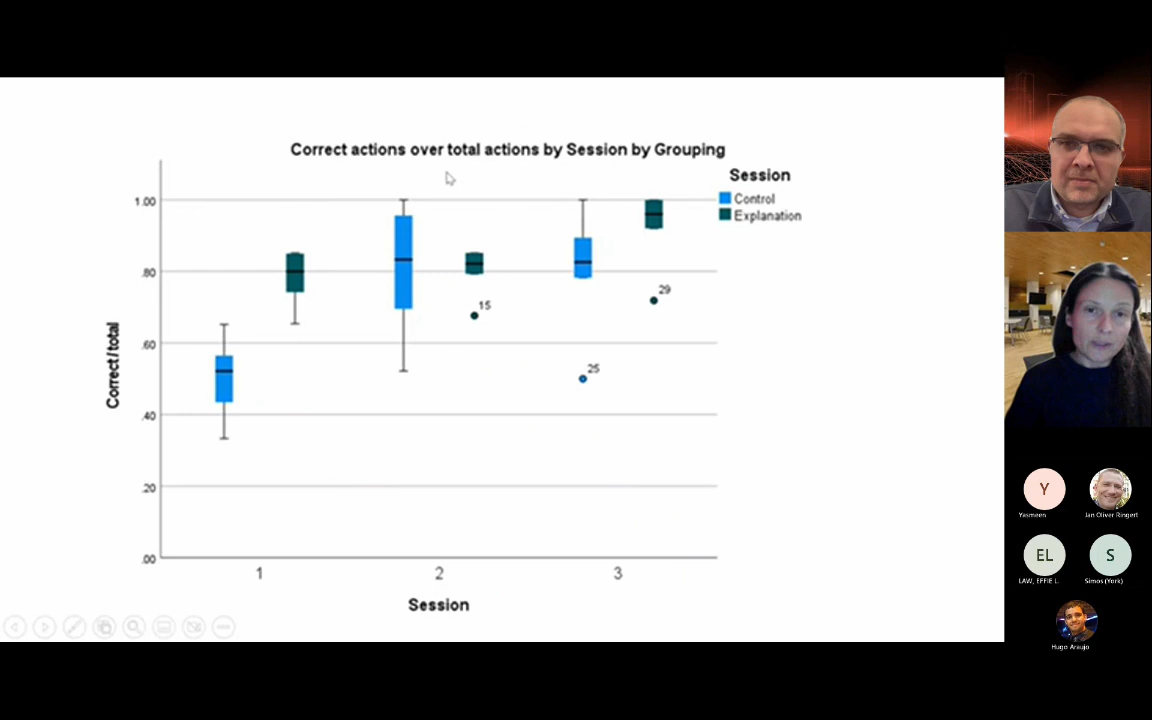 Correct actions over total actions by Session by Grouping
Session
Control
Explanation
1.00
.80
.60
.40
.20
.00
Correct/total
15
29
25
1
2
3
Session
Y
Yasmeen
Jan Oliver Ringert
EL
LAW, EFFIE L.
S
Simos (York)
Hugo Araujo